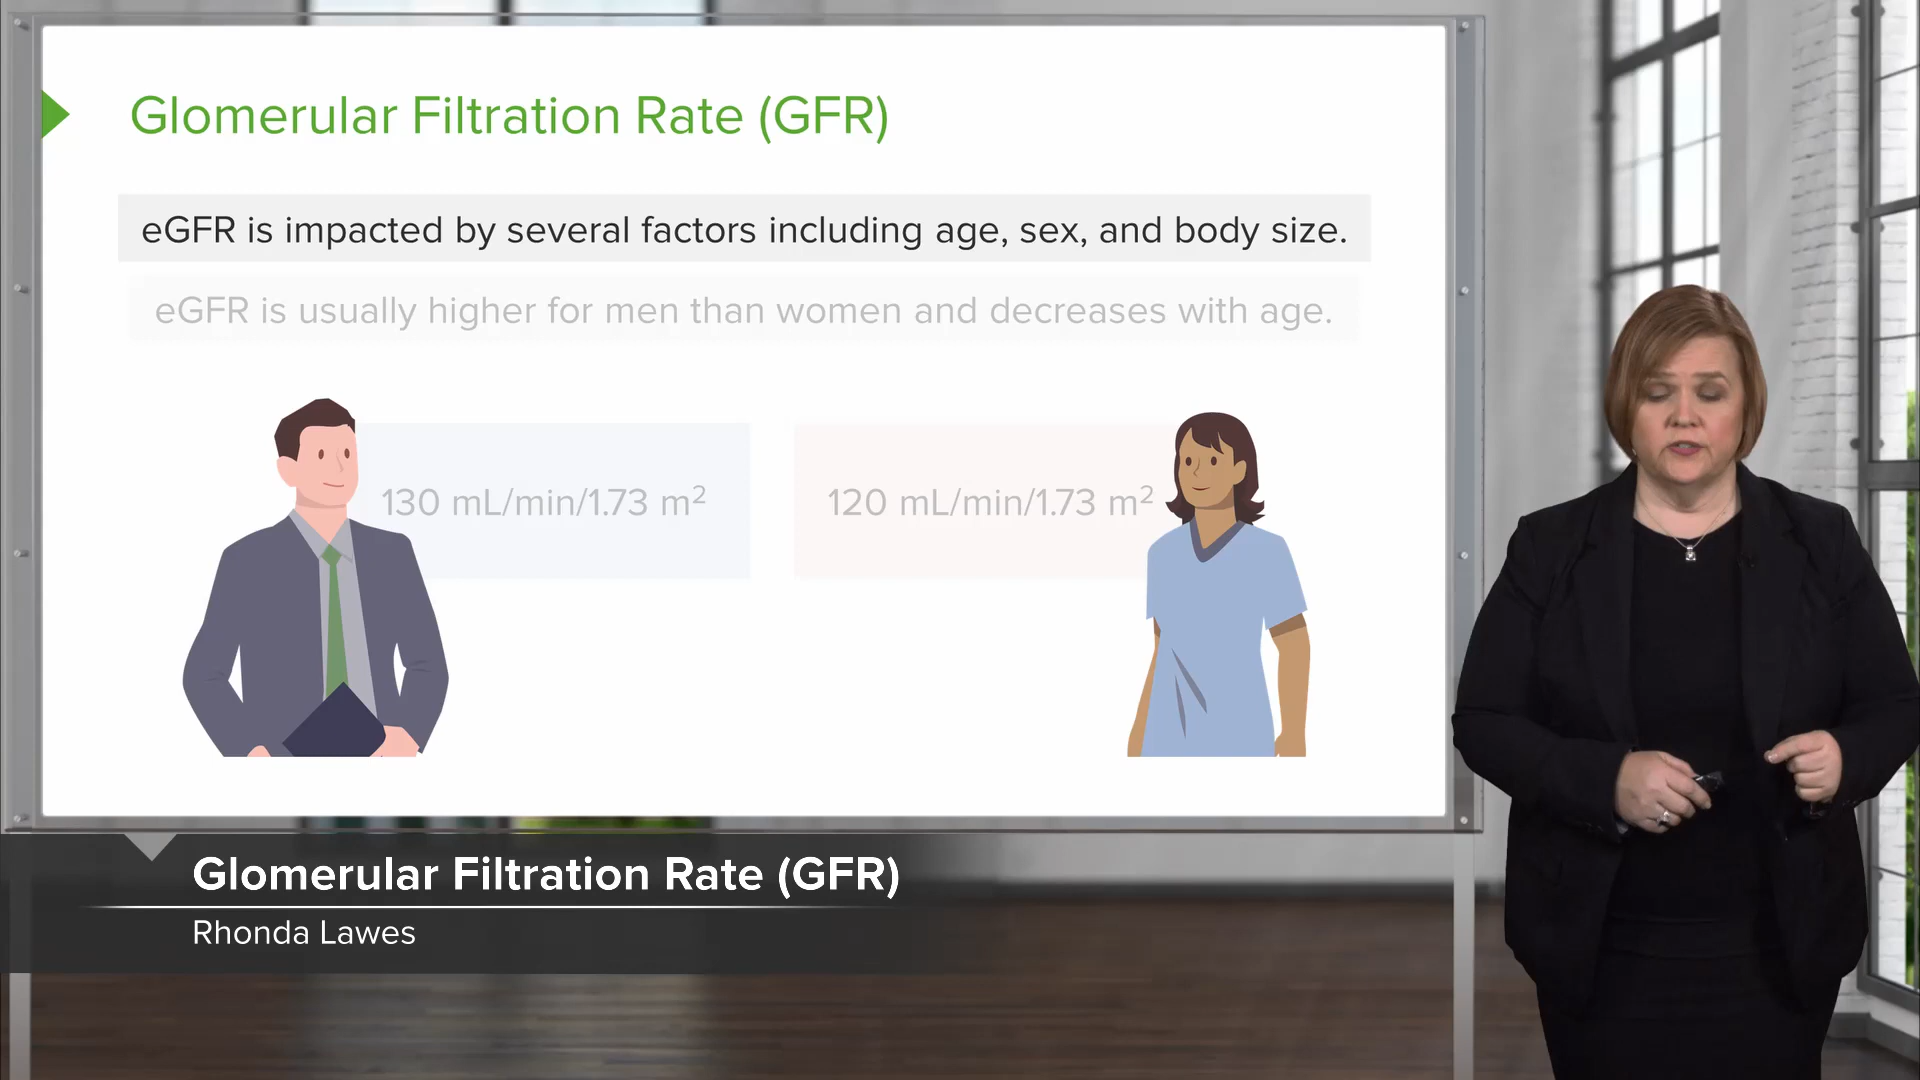 Glomerular Filtration Rate (GFR)
eGFR is impacted by several factors including age, sex, and body size.
eGFR is usually higher for men than women and decreases with age.
130 mL/min/1.73 m²
120 mL/min/1.73 m²
Glomerular Filtration Rate (GFR)
Rhonda Lawes